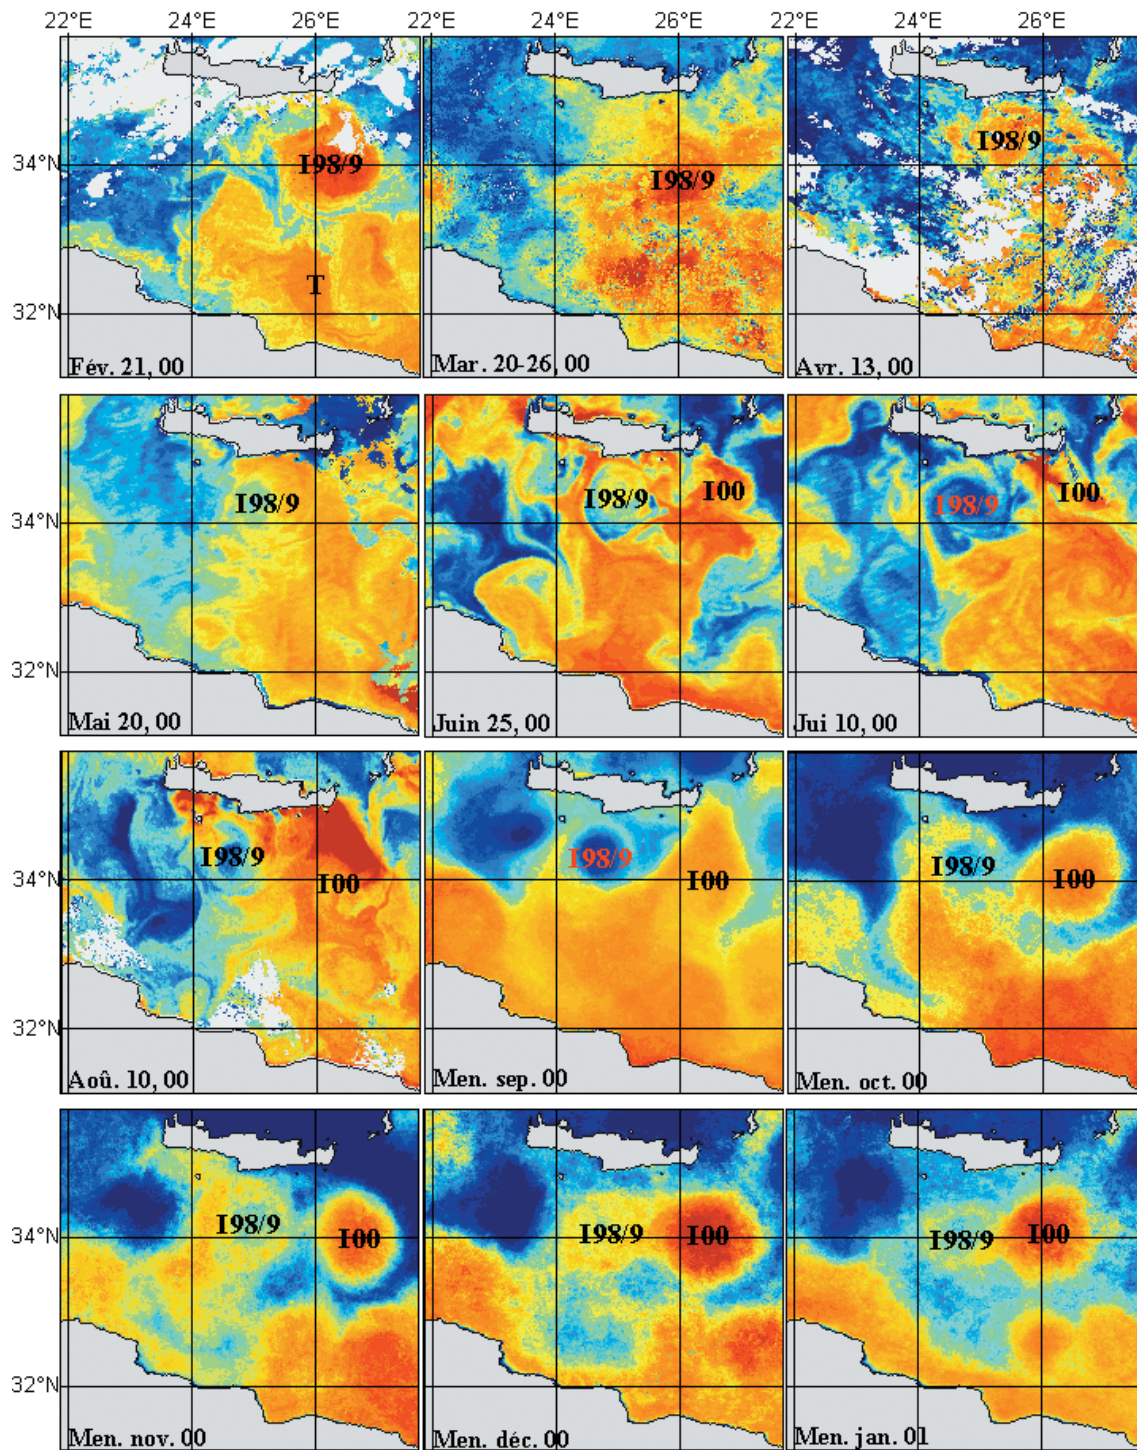 22°E 24°E 26°E 22°E 24°E 26°E 22°E 24°E 26°E
34°N
I98/9
I98/9
I98/9
T
32°N
Fév. 21, 00
Mar. 20-26, 00
Avr. 13, 00
34°N
I98/9
I98/9
I00
I98/9
I00
32°N
Mai 20, 00
Juin 25, 00
Jui 10, 00
34°N
I98/9
I00
I98/9
I00
I98/9
I00
32°N
Aoû. 10, 00
Men. sep. 00
Men. oct. 00
34°N
I98/9
I00
I98/9
I00
I98/9
I00
32°N
Men. nov. 00
Men. déc. 00
Men. jan. 01